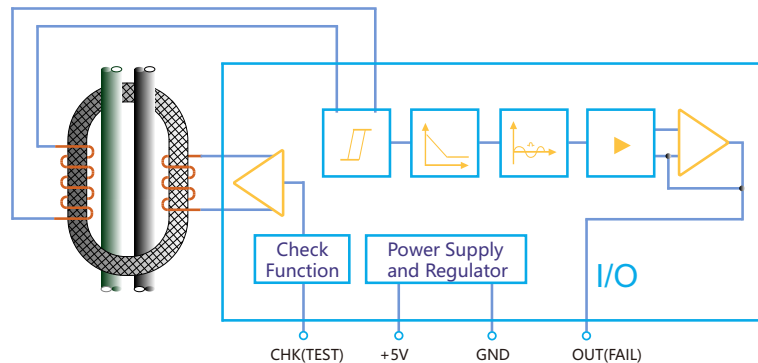 Check
Function
Power Supply
and Regulator
I/O
CHK(TEST)
+5V
GND
OUT(FAIL)